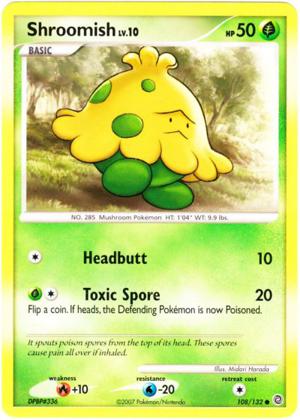 Shroomish LV.10 HP 50
BASIC
NO. 285 Mushroom Pokémon HT: 1'04" WT: 9.9 lbs.
Headbutt 10
Toxic Spore 20
Flip a coin. If heads, the Defending Pokémon is now Poisoned.
It spouts poison spores from the top of its head. These spores cause pain all over if inhaled.
Illus. Midori Harada
weakness resistance retreat cost
+10 -20
DPBP#336 ©2007 Pokémon/Nintendo 108/132